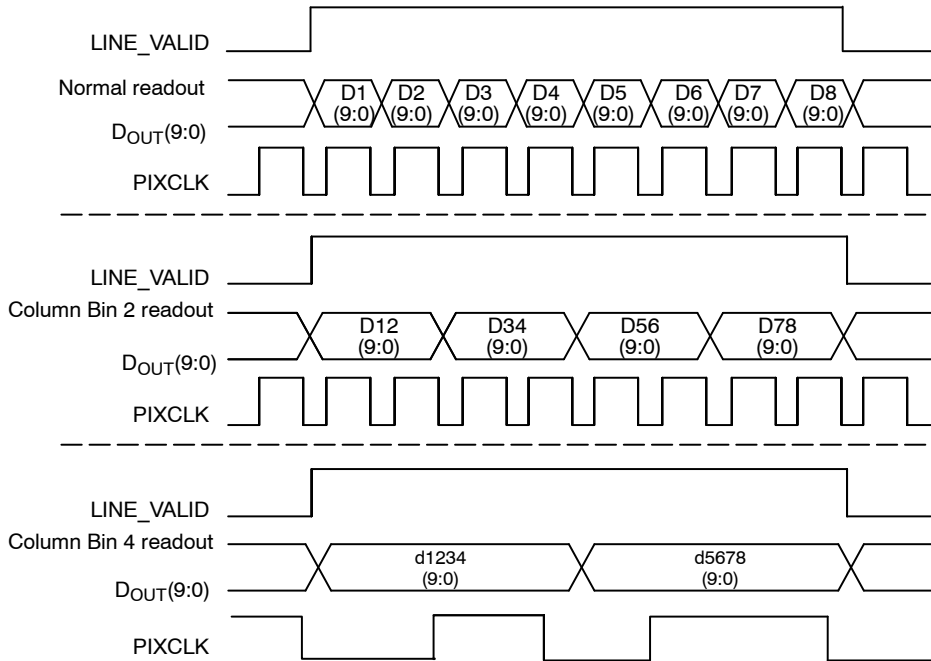 LINE_VALID
Normal readout
D1 D2 D3 D4 D5 D6 D7 D8
(9:0) (9:0) (9:0) (9:0) (9:0) (9:0) (9:0) (9:0)
DOUT(9:0)
PIXCLK
LINE_VALID
Column Bin 2 readout
D12 D34 D56 D78
(9:0) (9:0) (9:0) (9:0)
DOUT(9:0)
PIXCLK
LINE_VALID
Column Bin 4 readout
d1234 d5678
(9:0) (9:0)
DOUT(9:0)
PIXCLK